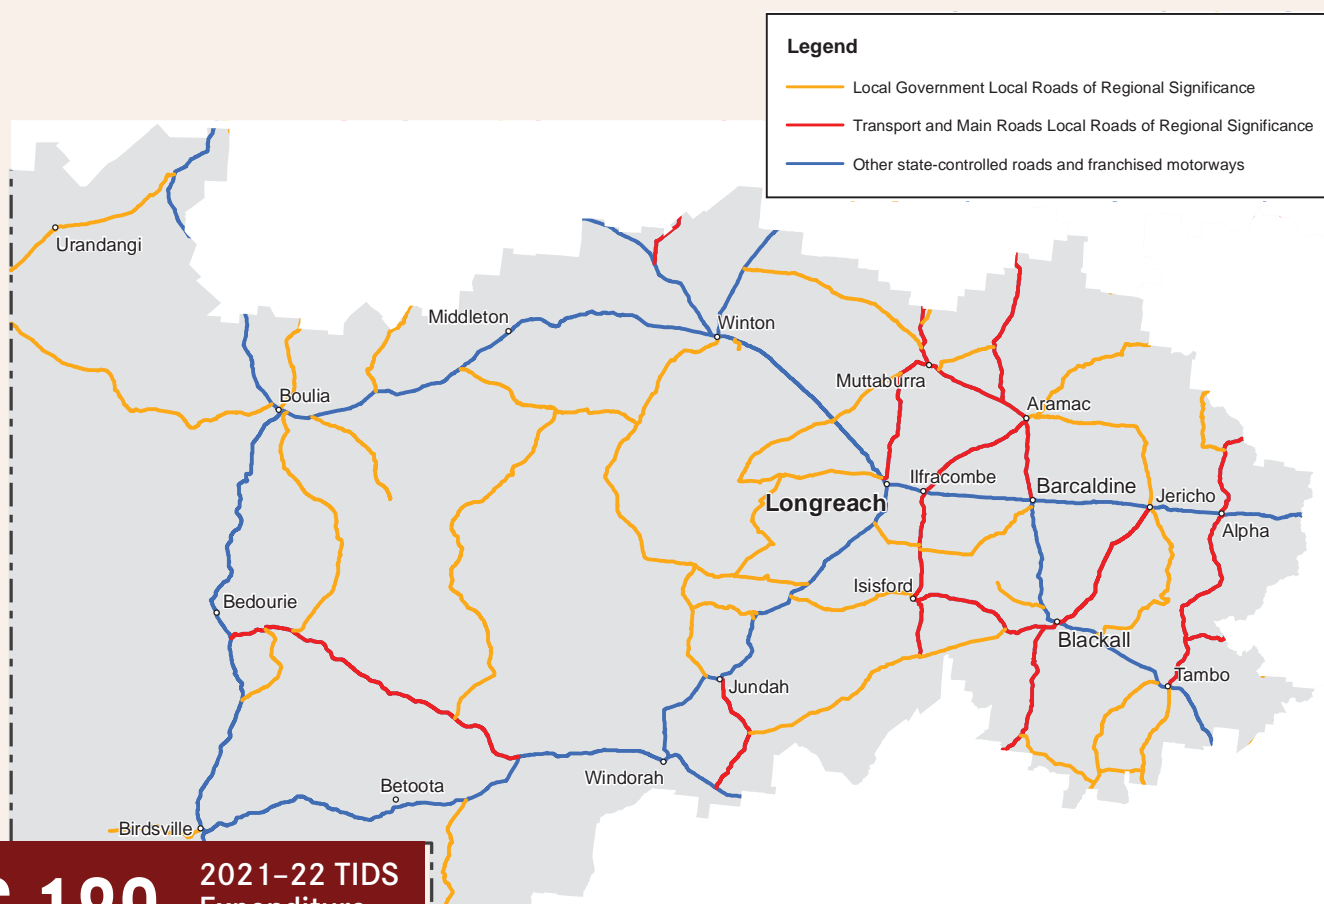 Legend
Local Government Local Roads of Regional Significance
Transport and Main Roads Local Roads of Regional Significance
Other state-controlled roads and franchised motorways
Urandangi
Middleton
Winton
Muttaburra
Boulia
Aramac
Ilfracombe
Barcaldine
Longreach
Jericho
Alpha
Isisford
Bedourie
Blackall
Tambo
Jundah
Windorah
Betoota
Birdsville
2021–22 TIDS